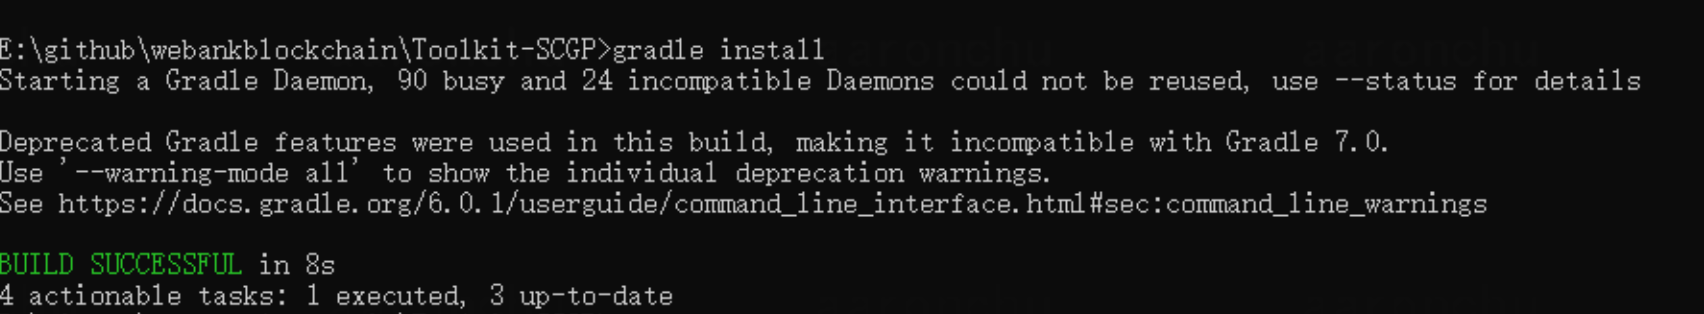 E:\github\webankblockchain\Toolkit-SCGP>gradle install
Starting a Gradle Daemon, 90 busy and 24 incompatible Daemons could not be reused, use --status for details
Deprecated Gradle features were used in this build, making it incompatible with Gradle 7.0.
Use '--warning-mode all' to show the individual deprecation warnings.
See https://docs.gradle.org/6.0.1/userguide/command_line_interface.html#sec:command_line_warnings
BUILD SUCCESSFUL in 8s
4 actionable tasks: 1 executed, 3 up-to-date